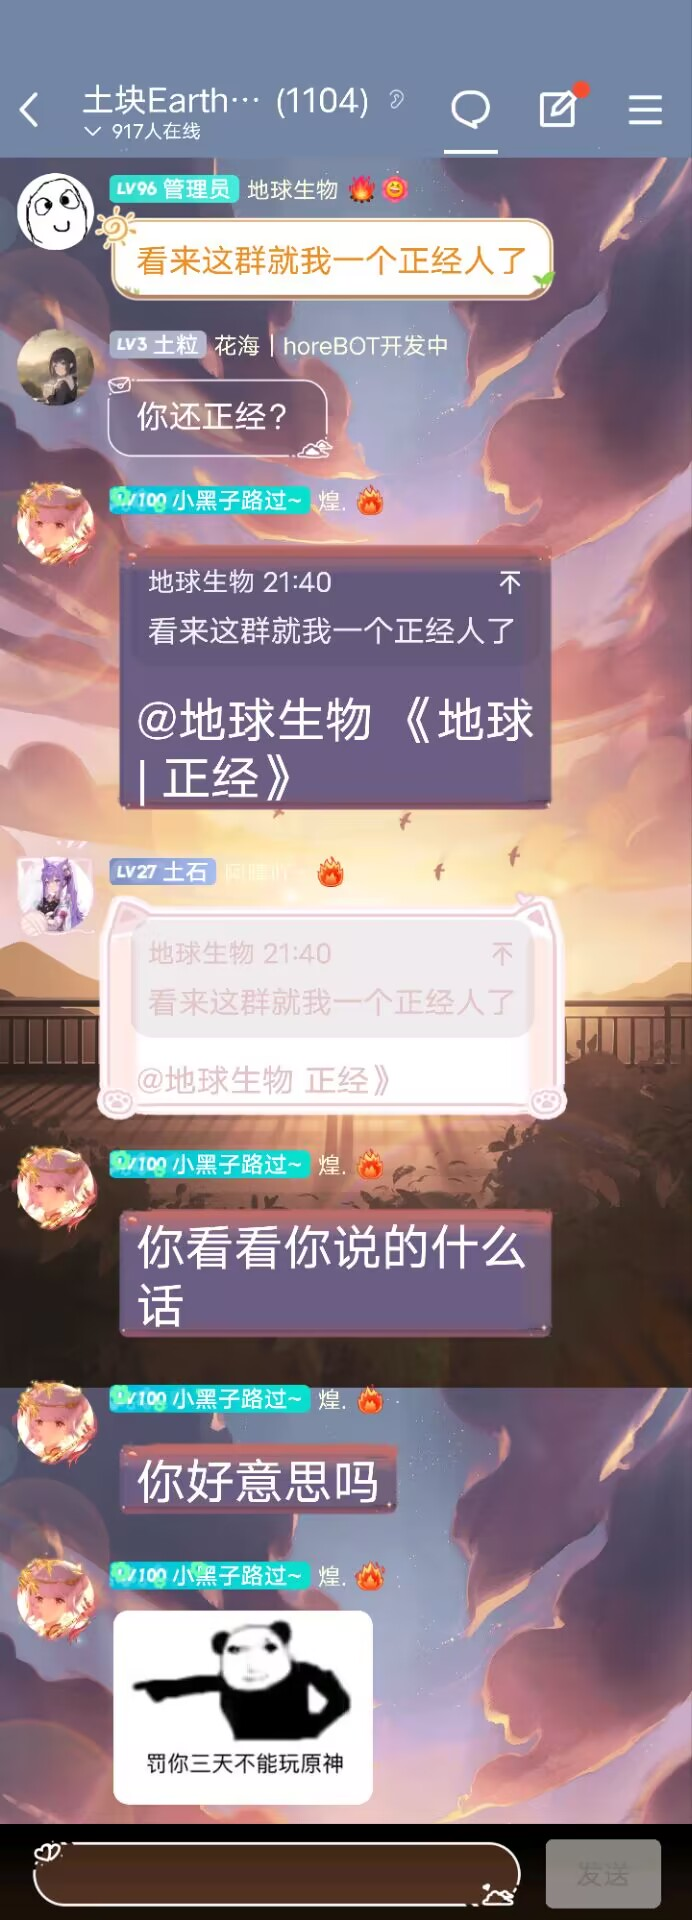 土块Earth… (1104)
917人在线
LV96 管理员 地球生物
看来这群就我一个正经人了
LV3 土粒 花海 | horeBOT开发中
你还正经?
LV100 小黑子路过~ 煌.
地球生物 21:40
看来这群就我一个正经人了
@地球生物 《地球
| 正经》
LV27 土石
地球生物 21:40
看来这群就我一个正经人了
@地球生物 正经》
LV100 小黑子路过~ 煌.
你看看你说的什么
话
LV100 小黑子路过~ 煌.
你好意思吗
LV100 小黑子路过~ 煌.
罚你三天不能玩原神
发送